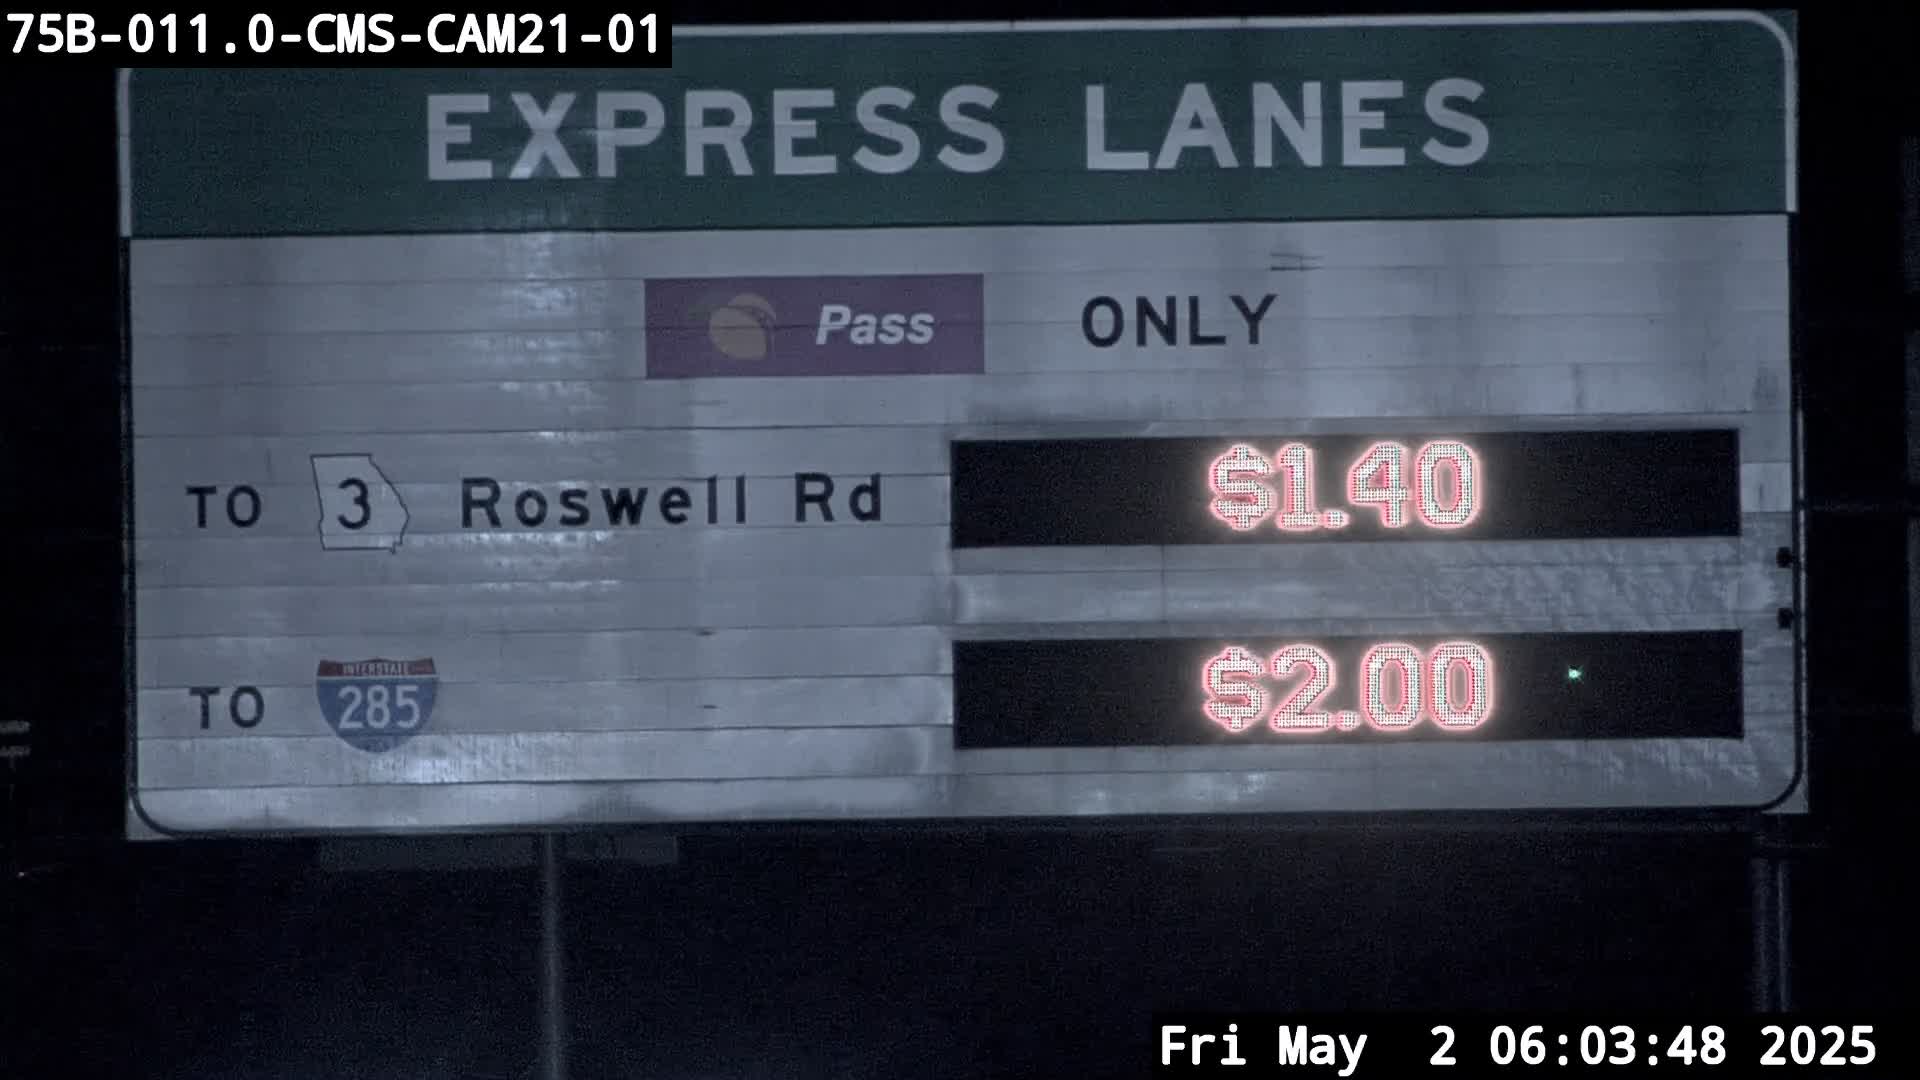 75B-011.0-CMS-CAM21-01
EXPRESS LANES
Pass ONLY
TO 3 Roswell Rd $1.40
INTERSTATE
TO 285 $2.00
Fri May 2 06:03:48 2025